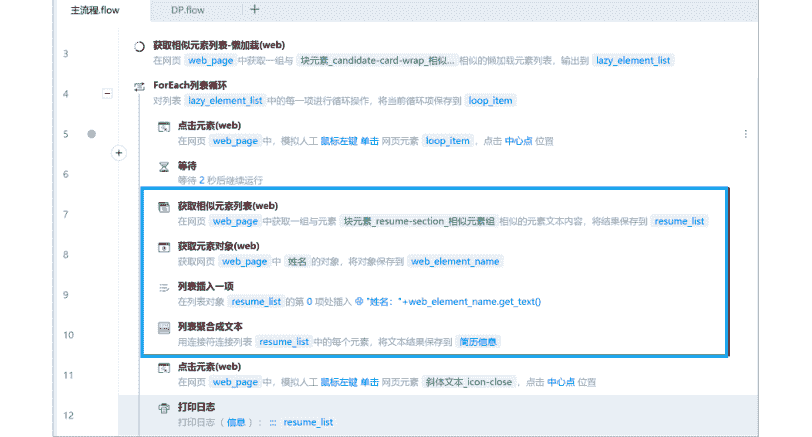 主流程.flow DP.flow +
3 获取相似元素列表-懒加载(web)
在网页 web_page 中获取一组与 块元素_candidate-card-wrap_相似... 相似的懒加载元素列表，输出到 lazy_element_list
4 ForEach列表循环
对列表 lazy_element_list 中的每一项进行循环操作，将当前循环项保存到 loop_item
5 点击元素(web)
在网页 web_page 中，模拟人工 鼠标左键 单击 网页元素 loop_item ，点击 中心点 位置
6 等待
等待 2 秒后继续运行
7 获取相似元素列表(web)
在网页 web_page 中获取一组与元素 块元素_resume-section_相似元素组 相似的元素文本内容，将结果保存到 resume_list
8 获取元素对象(web)
获取网页 web_page 中 姓名 的对象，将对象保存到 web_element_name
9 列表插入一项
在列表对象 resume_list 的第 0 项处插入 "姓名："+web_element_name.get_text()
10 列表聚合成文本
用连接符连接列表 resume_list 中的每个元素，将文本结果保存到 简历信息
11 点击元素(web)
在网页 web_page 中，模拟人工 鼠标左键 单击 网页元素 斜体文本_icon-close ，点击 中心点 位置
12 打印日志
打印日志（ 信息 ）： ::: resume_list